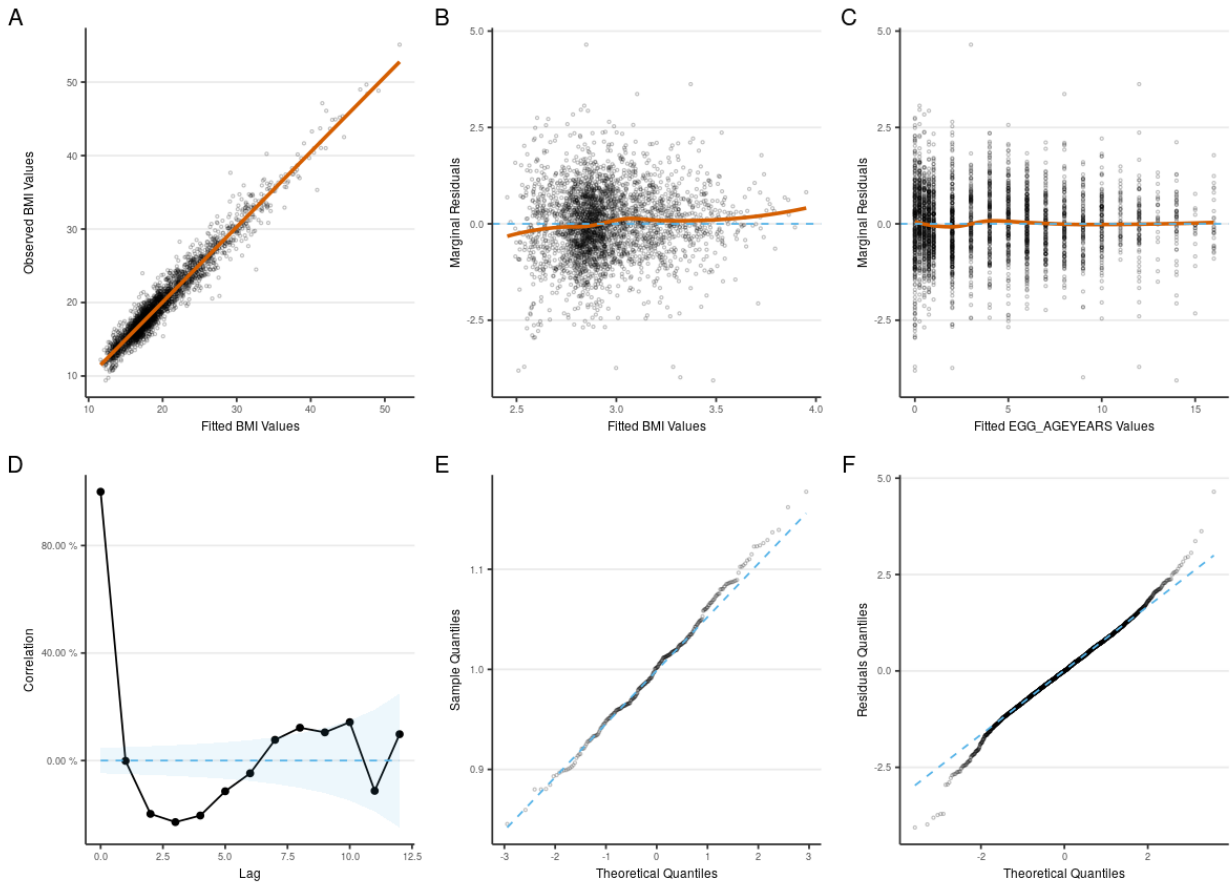 A
Observed BMI Values
50
40
30
20
10
10
20
30
40
50
Fitted BMI Values
B
Marginal Residuals
5.0
2.5
0.0
-2.5
2.5
3.0
3.5
4.0
Fitted BMI Values
C
Marginal Residuals
5.0
2.5
0.0
-2.5
0
5
10
15
Fitted EGG_AGEYEARS Values
D
Correlation
80.00 %
40.00 %
0.00 %
0.0
2.5
5.0
7.5
10.0
12.5
Lag
E
Sample Quantiles
1.1
1.0
0.9
-3
-2
-1
0
1
2
3
Theoretical Quantiles
F
Residuals Quantiles
5.0
2.5
0.0
-2.5
-2
0
2
Theoretical Quantiles